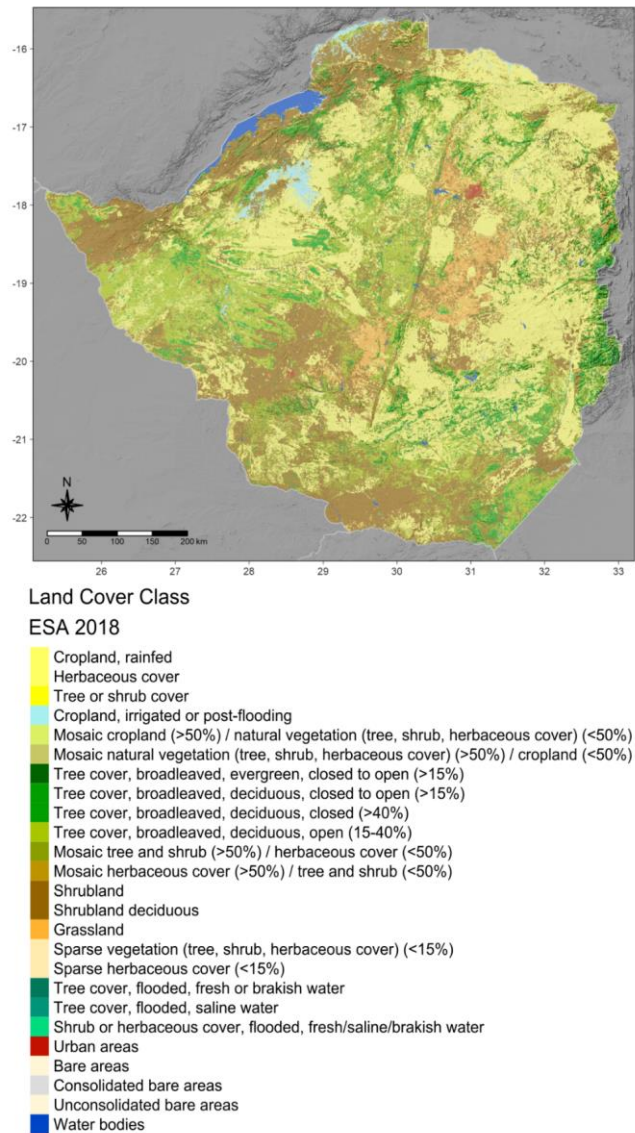 -16
-17
-18
-19
-20
-21
-22
N
0 50 100 150 200 km
26 27 28 29 30 31 32 33
Land Cover Class
ESA 2018
Cropland, rainfed
Herbaceous cover
Tree or shrub cover
Cropland, irrigated or post-flooding
Mosaic cropland (>50%) / natural vegetation (tree, shrub, herbaceous cover) (<50%)
Mosaic natural vegetation (tree, shrub, herbaceous cover) (>50%) / cropland (<50%)
Tree cover, broadleaved, evergreen, closed to open (>15%)
Tree cover, broadleaved, deciduous, closed to open (>15%)
Tree cover, broadleaved, deciduous, closed (>40%)
Tree cover, broadleaved, deciduous, open (15-40%)
Mosaic tree and shrub (>50%) / herbaceous cover (<50%)
Mosaic herbaceous cover (>50%) / tree and shrub (<50%)
Shrubland
Shrubland deciduous
Grassland
Sparse vegetation (tree, shrub, herbaceous cover) (<15%)
Sparse herbaceous cover (<15%)
Tree cover, flooded, fresh or brakish water
Tree cover, flooded, saline water
Shrub or herbaceous cover, flooded, fresh/saline/brakish water
Urban areas
Bare areas
Consolidated bare areas
Unconsolidated bare areas
Water bodies